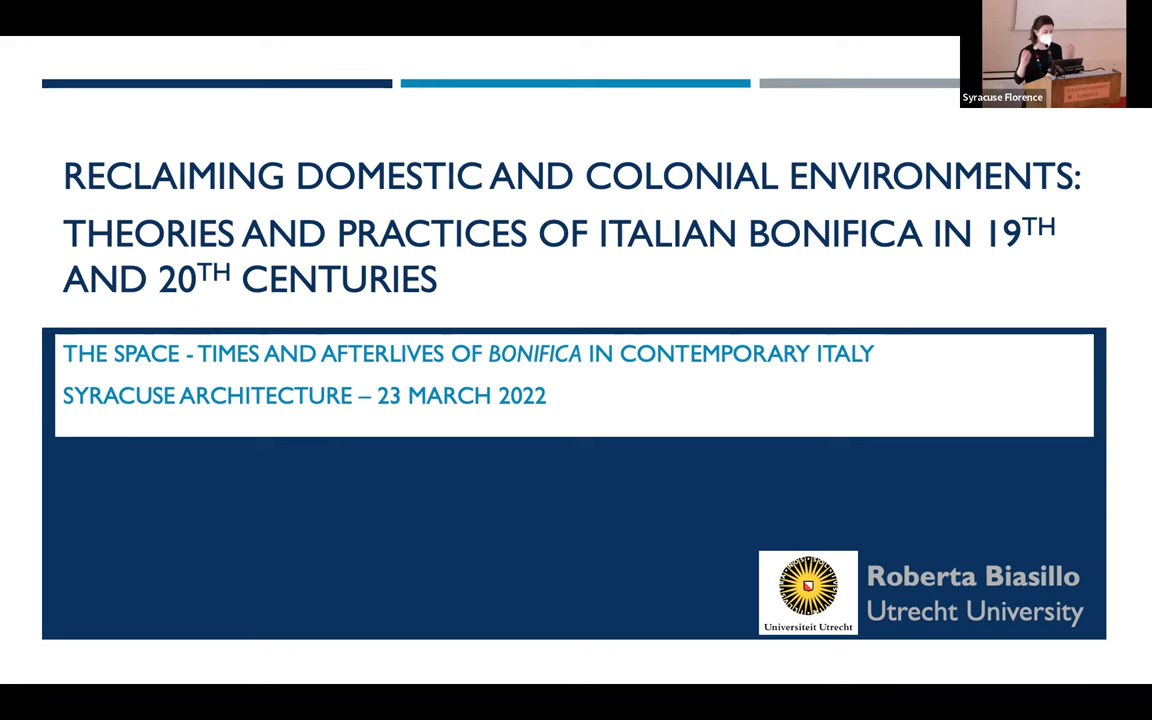 Syracuse Florence
RECLAIMING DOMESTIC AND COLONIAL ENVIRONMENTS:
THEORIES AND PRACTICES OF ITALIAN BONIFICA IN 19TH
AND 20TH CENTURIES
THE SPACE - TIMES AND AFTERLIVES OF BONIFICA IN CONTEMPORARY ITALY
SYRACUSE ARCHITECTURE – 23 MARCH 2022
Universiteit Utrecht
Roberta Biasillo
Utrecht University